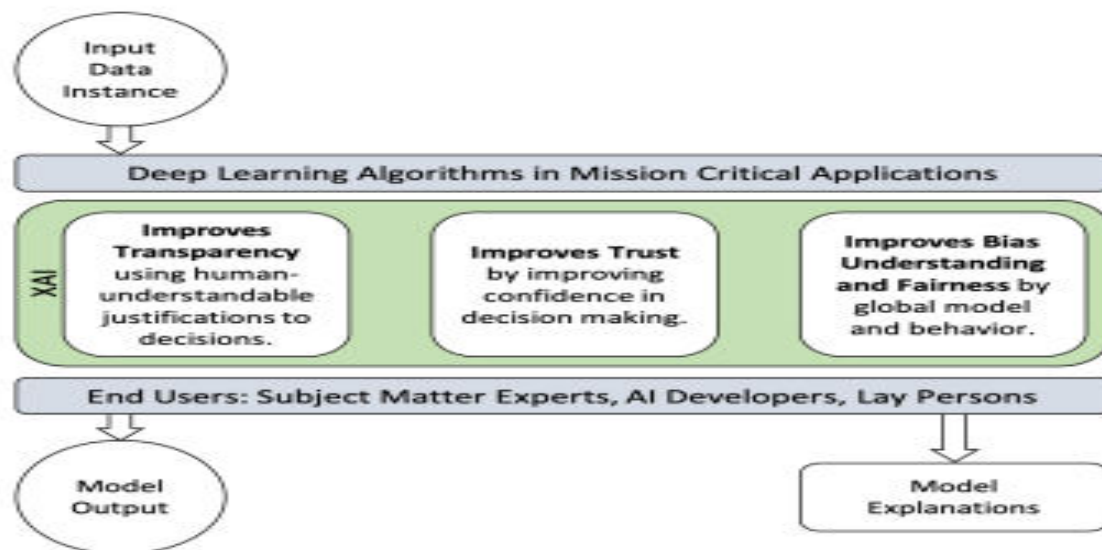 Input
Data
Instance
Deep Learning Algorithms in Mission Critical Applications
XAI
Improves
Transparency
using human-
understandable
justifications to
decisions.
Improves Trust
by improving
confidence in
decision making.
Improves Bias
Understanding
and Fairness by
global model
and behavior.
End Users: Subject Matter Experts, AI Developers, Lay Persons
Model
Output
Model
Explanations